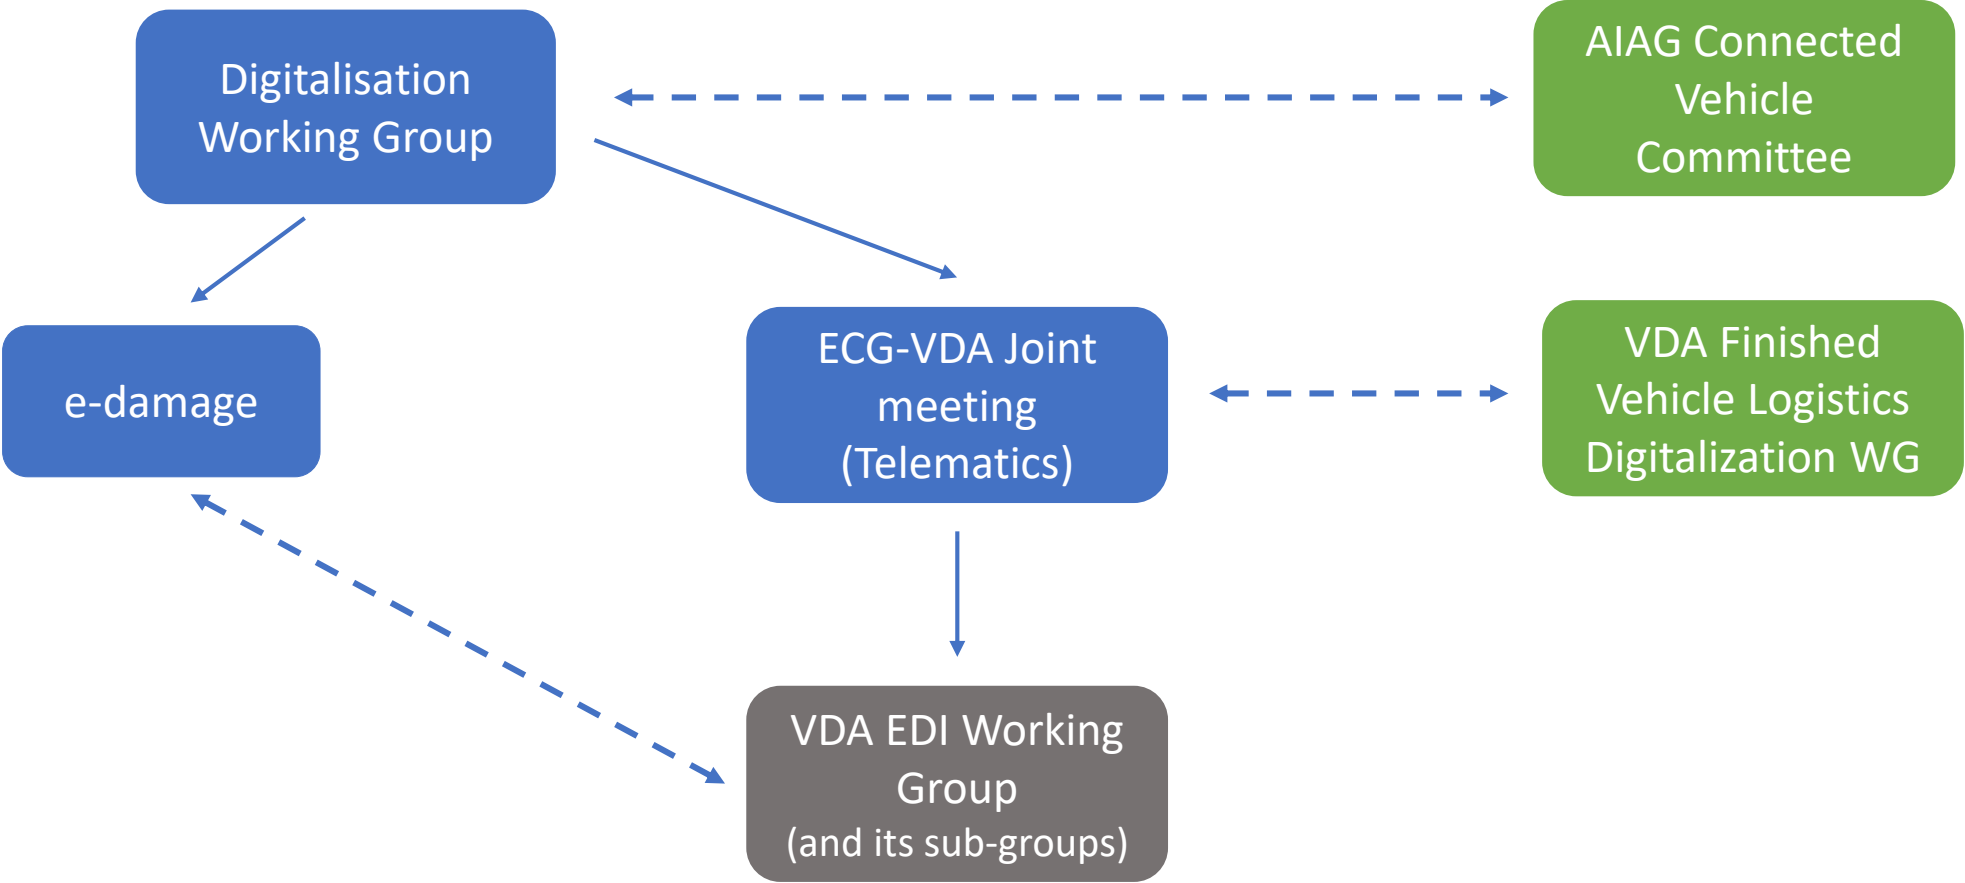 Digitalisation
Working Group
AIAG Connected
Vehicle
Committee
e-damage
ECG-VDA Joint
meeting
(Telematics)
VDA Finished
Vehicle Logistics
Digitalization WG
VDA EDI Working
Group
(and its sub-groups)